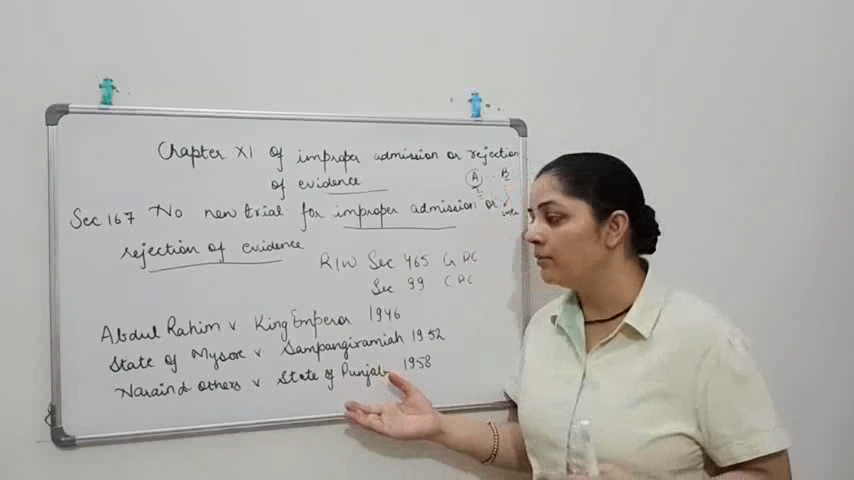 Chapter XI of improper admission or rejection
of evidence
A B
Sec 167 No new trial for improper admission or
rejection of evidence
R/W Sec 465 Cr PC
Sec 99 CPC
Abdul Rahim v King Emperor 1946
State of Mysore v Sampangiramiah 1952
Narain & others v State of Punjab 1958